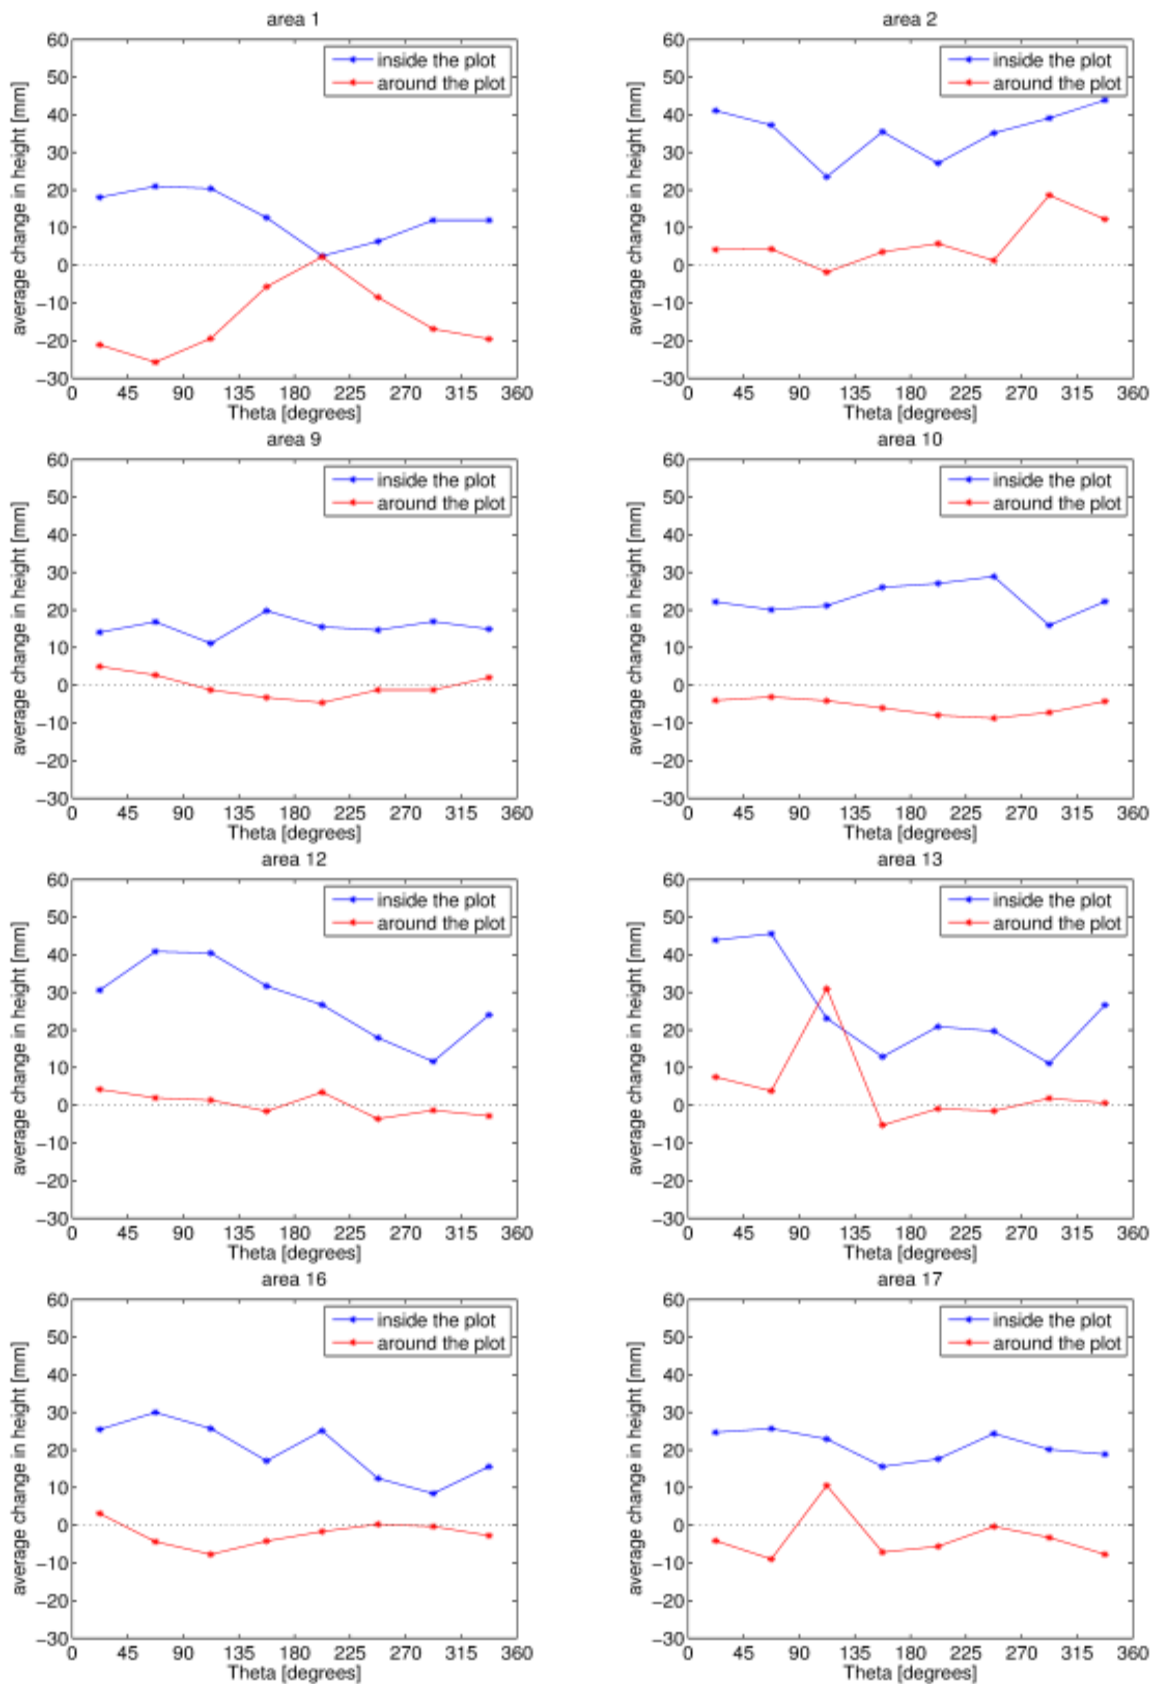 area 1
60
50
40
30
20
10
0
−10
−20
−30
average change in height [mm]
inside the plot
around the plot
0 45 90 135 180 225 270 315 360
Theta [degrees]
area 2
60
50
40
30
20
10
0
−10
−20
−30
average change in height [mm]
inside the plot
around the plot
0 45 90 135 180 225 270 315 360
Theta [degrees]
area 9
60
50
40
30
20
10
0
−10
−20
−30
average change in height [mm]
inside the plot
around the plot
0 45 90 135 180 225 270 315 360
Theta [degrees]
area 10
60
50
40
30
20
10
0
−10
−20
−30
average change in height [mm]
inside the plot
around the plot
0 45 90 135 180 225 270 315 360
Theta [degrees]
area 12
60
50
40
30
20
10
0
−10
−20
−30
average change in height [mm]
inside the plot
around the plot
0 45 90 135 180 225 270 315 360
Theta [degrees]
area 13
60
50
40
30
20
10
0
−10
−20
−30
average change in height [mm]
inside the plot
around the plot
0 45 90 135 180 225 270 315 360
Theta [degrees]
area 16
60
50
40
30
20
10
0
−10
−20
−30
average change in height [mm]
inside the plot
around the plot
0 45 90 135 180 225 270 315 360
Theta [degrees]
area 17
60
50
40
30
20
10
0
−10
−20
−30
average change in height [mm]
inside the plot
around the plot
0 45 90 135 180 225 270 315 360
Theta [degrees]